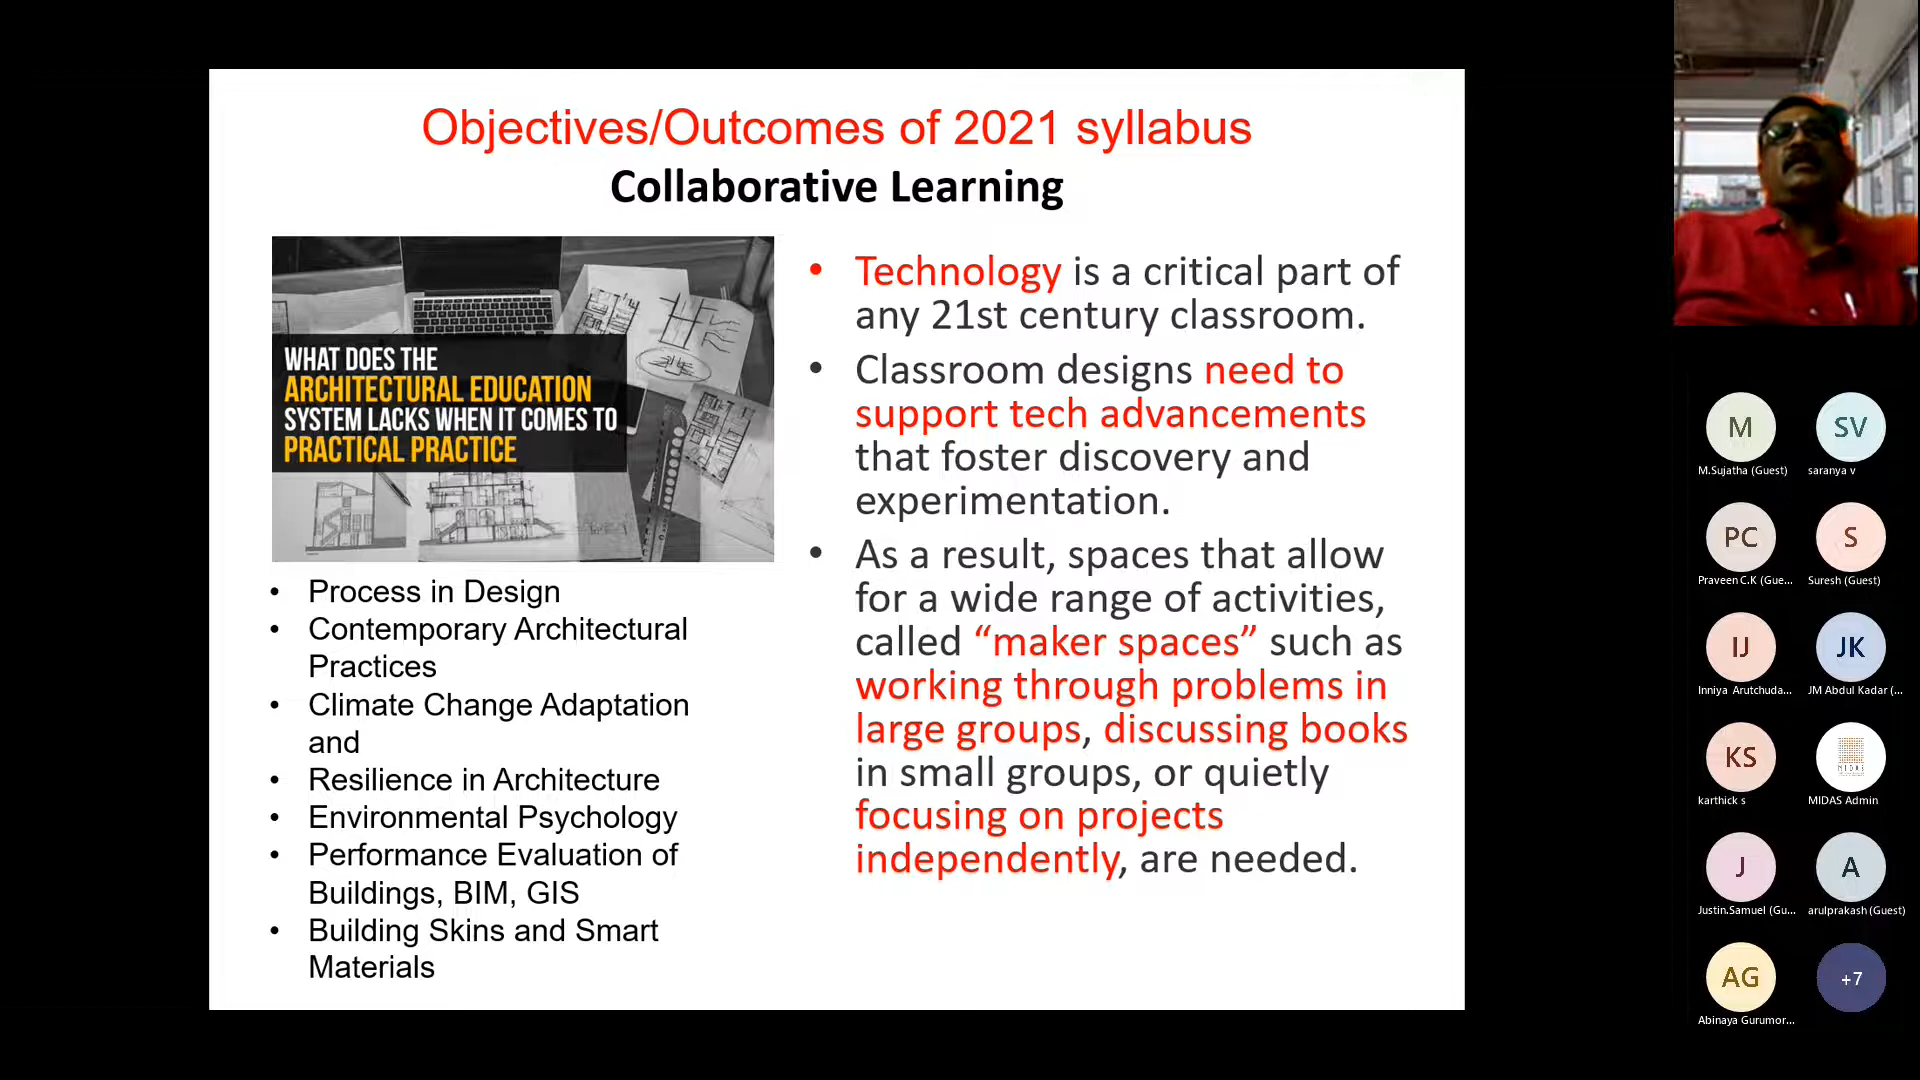 Objectives/Outcomes of 2021 syllabus
Collaborative Learning
WHAT DOES THE
ARCHITECTURAL EDUCATION
SYSTEM LACKS WHEN IT COMES TO
PRACTICAL PRACTICE
• Process in Design
• Contemporary Architectural
Practices
• Climate Change Adaptation
and
• Resilience in Architecture
• Environmental Psychology
• Performance Evaluation of
Buildings, BIM, GIS
• Building Skins and Smart
Materials
• Technology is a critical part of
any 21st century classroom.
• Classroom designs need to
support tech advancements
that foster discovery and
experimentation.
• As a result, spaces that allow
for a wide range of activities,
called “maker spaces” such as
working through problems in
large groups, discussing books
in small groups, or quietly
focusing on projects
independently, are needed.
M
M.Sujatha (Guest)
SV
saranya v
PC
Praveen C.K (Gue...
S
Suresh (Guest)
IJ
Inniya Arutchuda...
JK
JM Abdul Kadar (...
KS
karthick s
MIDAS
MIDAS Admin
J
Justin.Samuel (Gu...
A
arulprakash (Guest)
AG
Abinaya Gurumor...
+7